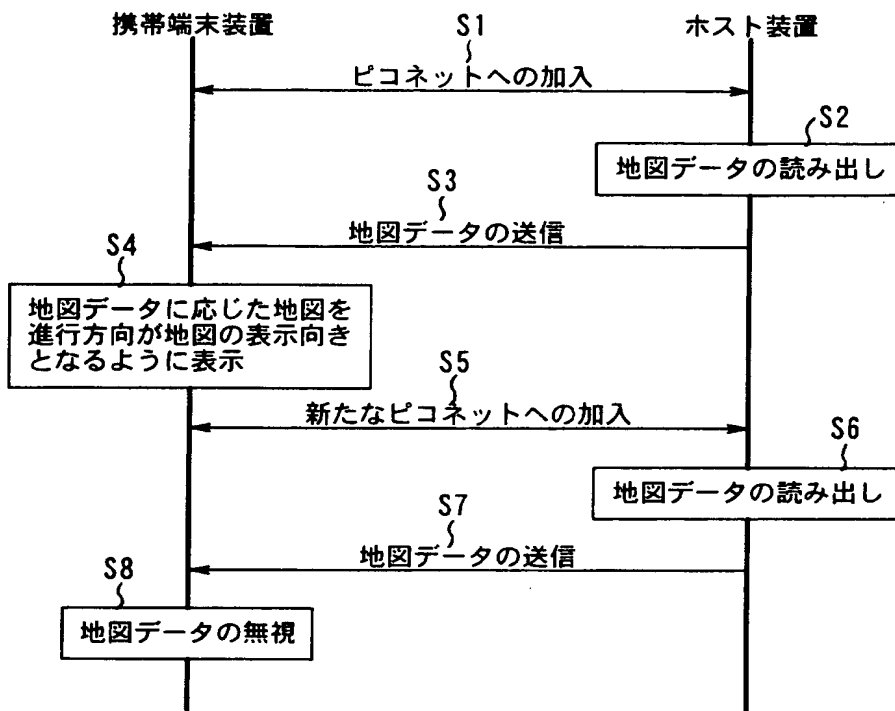 携帯端末装置
S1
ホスト装置
ピコネットへの加入
S2
地図データの読み出し
S3
地図データの送信
S4
地図データに応じた地図を
進行方向が地図の表示向き
となるように表示
S5
新たなピコネットへの加入
S6
地図データの読み出し
S7
地図データの送信
S8
地図データの無視